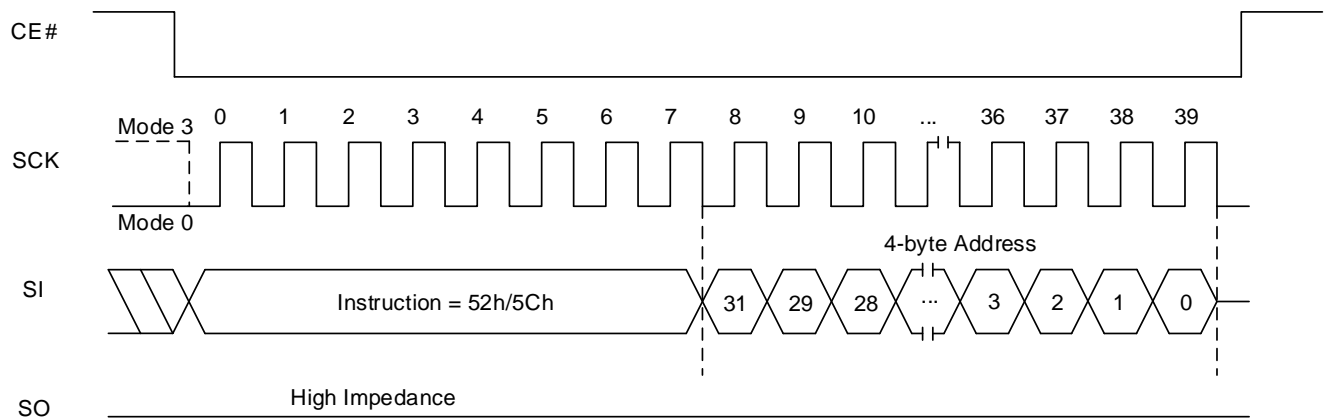 CE#
0 1 2 3 4 5 6 7 8 9 10 ... 36 37 38 39
Mode 3
SCK
Mode 0
4-byte Address
SI
Instruction = 52h/5Ch 31 29 28 ... 3 2 1 0
High Impedance
SO